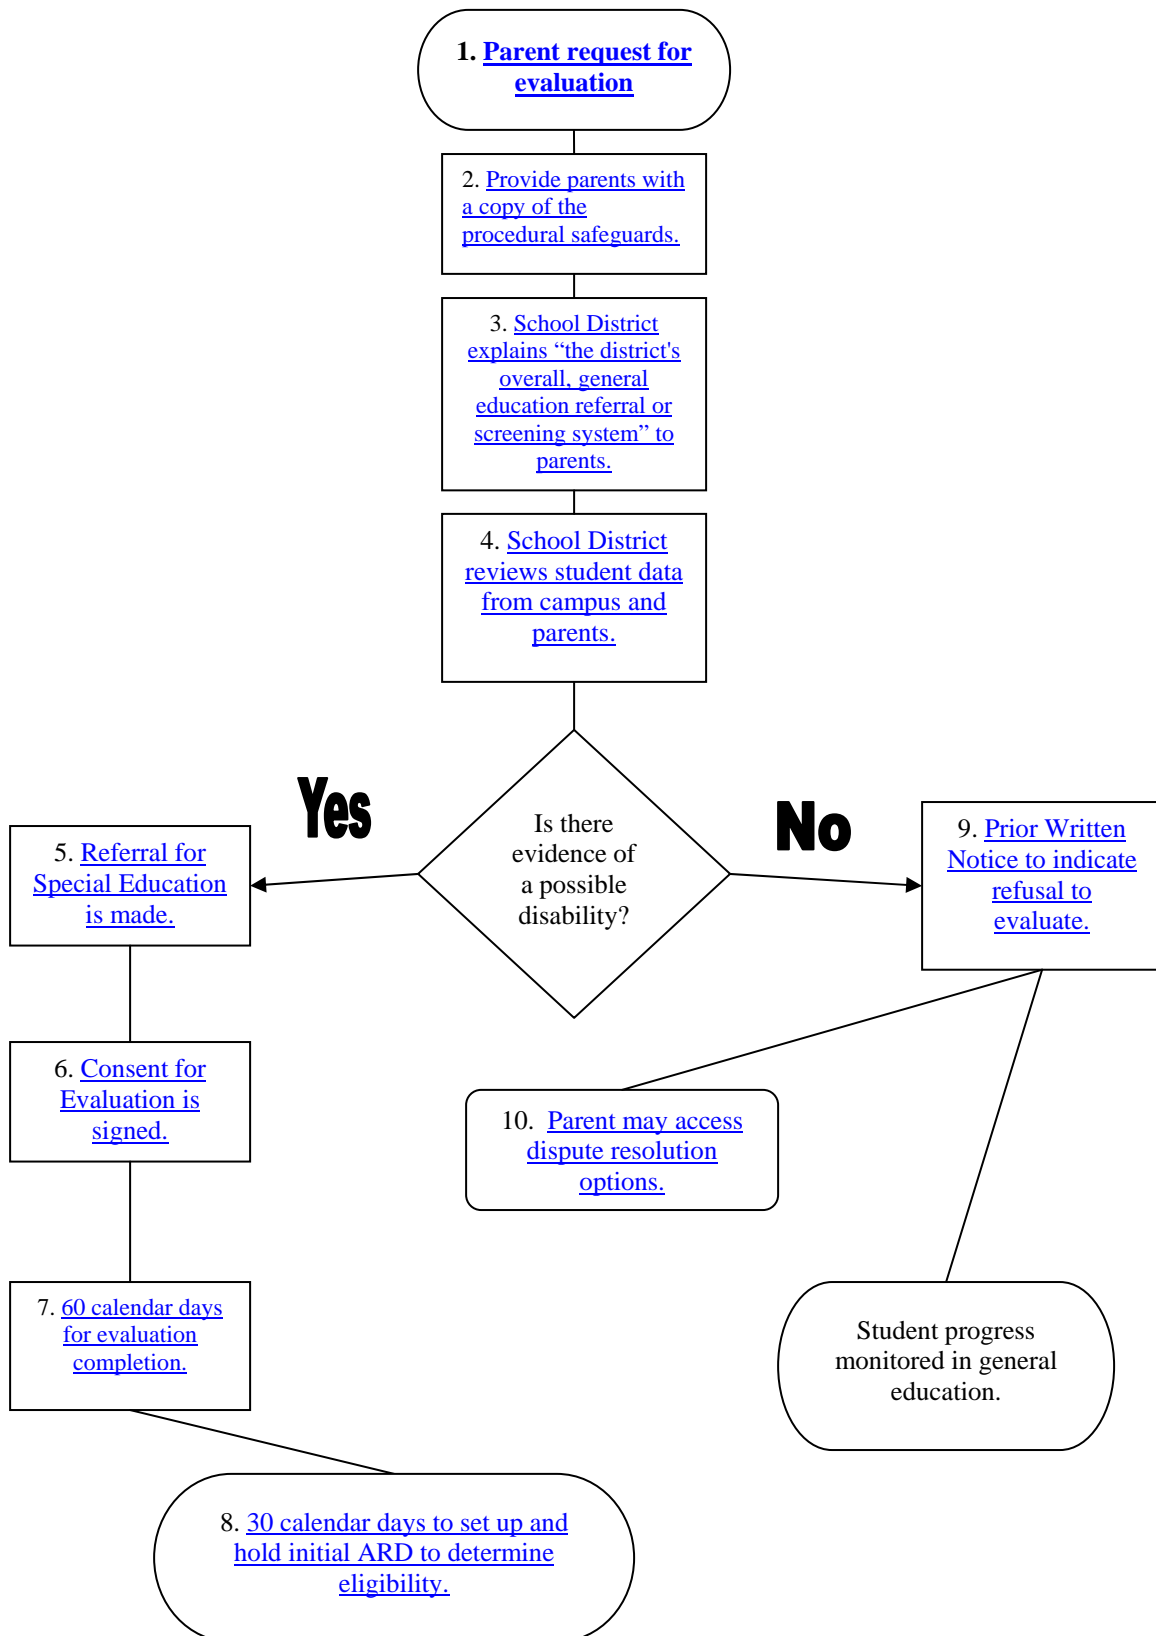 1. Parent request for
evaluation
2. Provide parents with
a copy of the
procedural safeguards.
3. School District
explains “the district's
overall, general
education referral or
screening system” to
parents.
4. School District
reviews student data
from campus and
parents.
Is there
evidence of
a possible
disability?
Yes
No
5. Referral for
Special Education
is made.
6. Consent for
Evaluation is
signed.
7. 60 calendar days
for evaluation
completion.
8. 30 calendar days to set up and
hold initial ARD to determine
eligibility.
9. Prior Written
Notice to indicate
refusal to
evaluate.
10. Parent may access
dispute resolution
options.
Student progress
monitored in general
education.